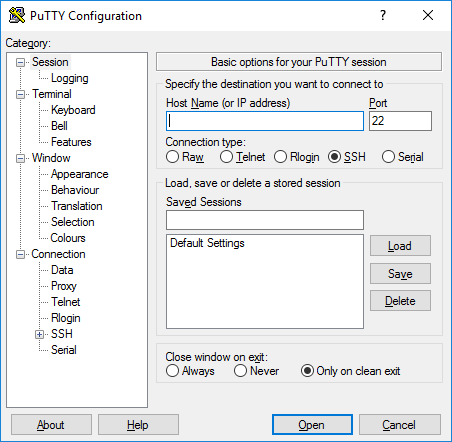 PuTTY Configuration
?
Category:
Session
Logging
Terminal
Keyboard
Bell
Features
Window
Appearance
Behaviour
Translation
Selection
Colours
Connection
Data
Proxy
Telnet
Rlogin
SSH
Serial
Basic options for your PuTTY session
Specify the destination you want to connect to
Host Name (or IP address) Port
22
Connection type:
Raw Telnet Rlogin SSH Serial
Load, save or delete a stored session
Saved Sessions
Default Settings
Load
Save
Delete
Close window on exit:
Always Never Only on clean exit
About Help Open Cancel